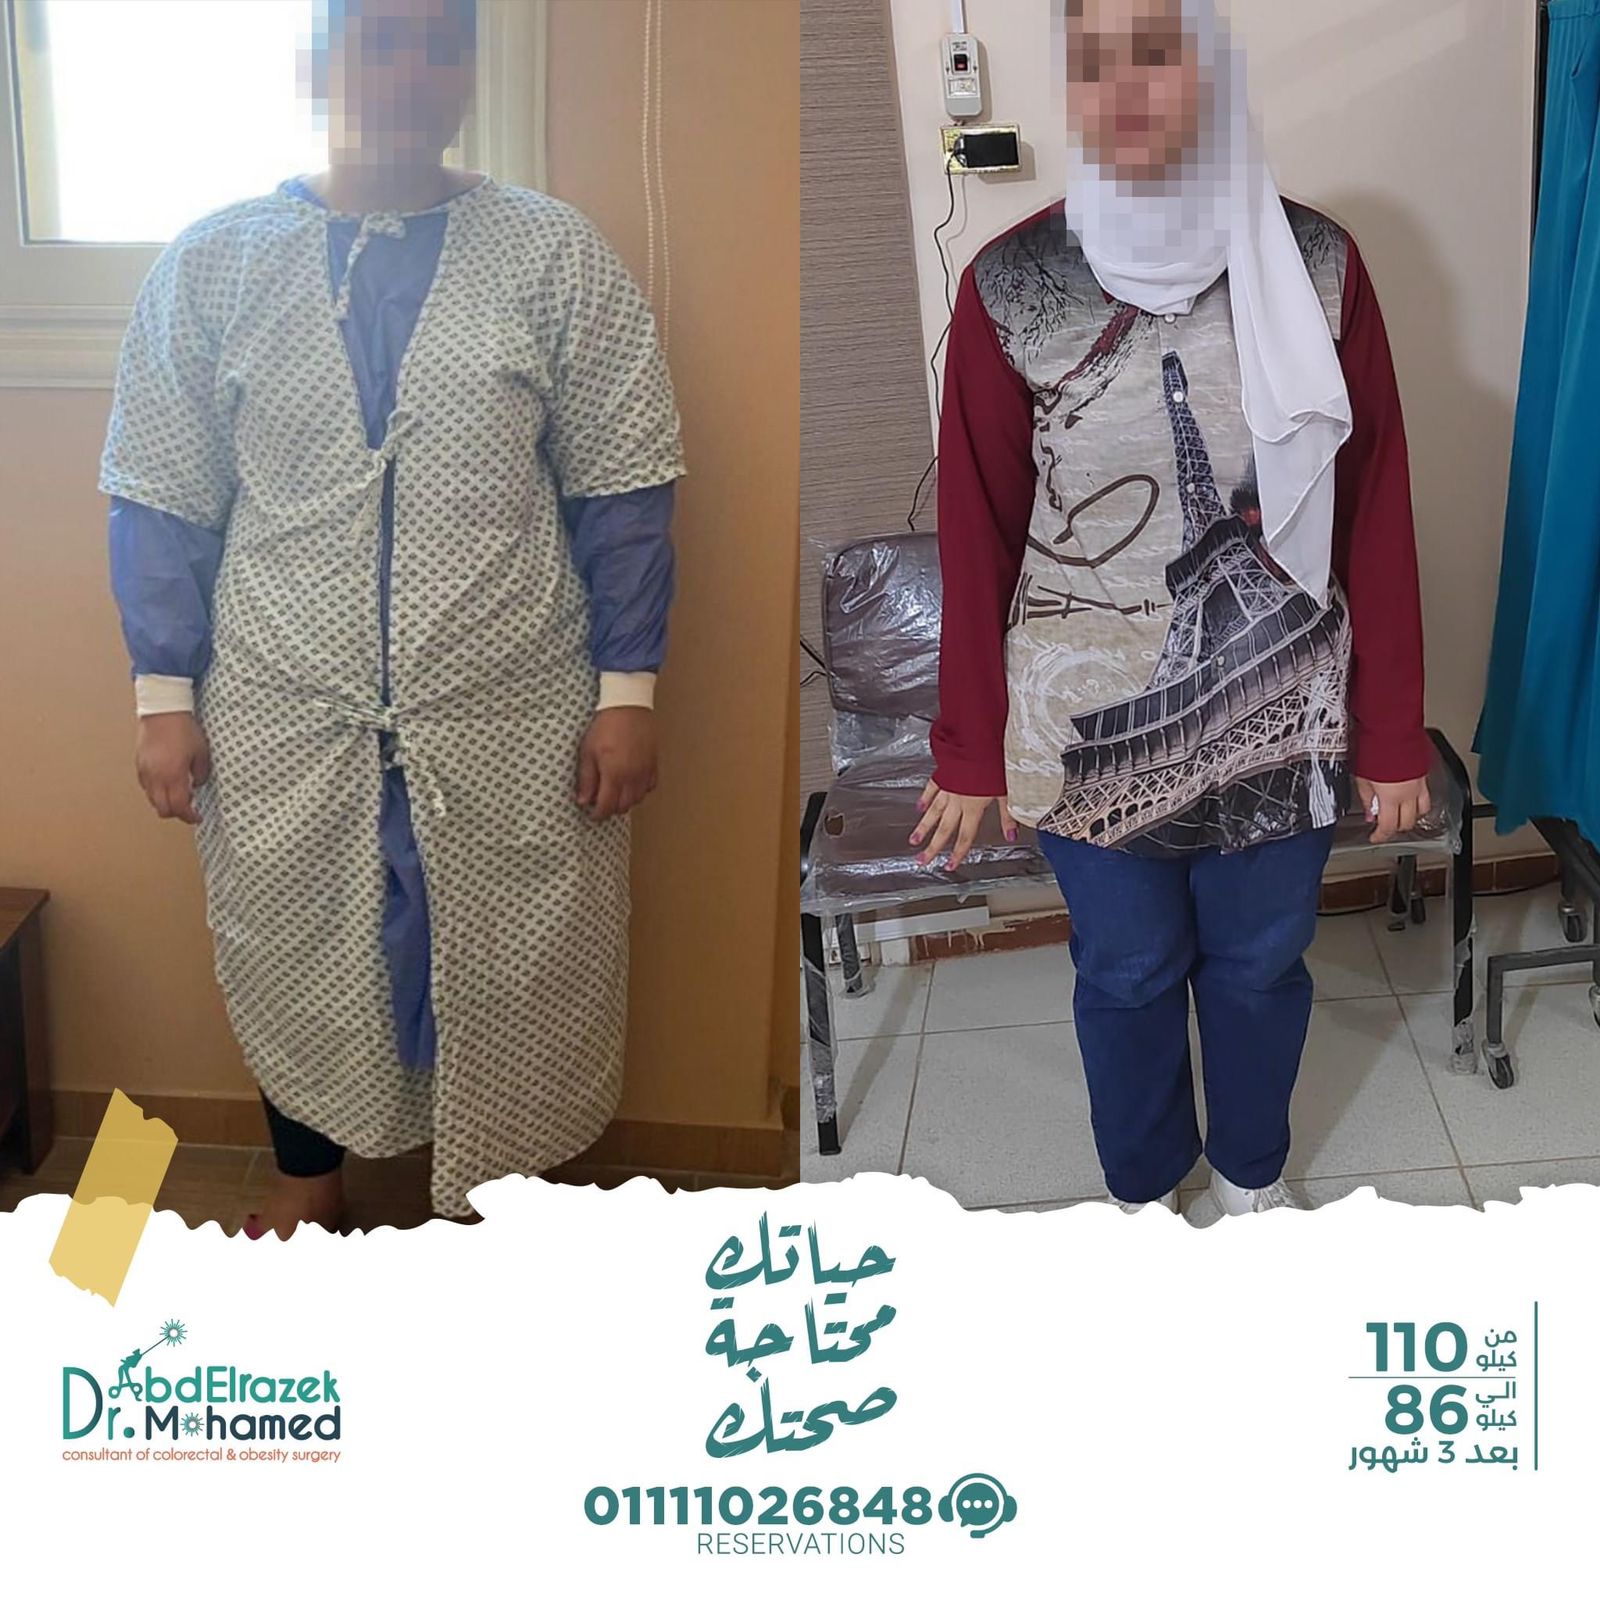 حياتك
محتاجة
صحتك
Dr. AbdElrazek
Mohamed
consultant of colorectal & obesity surgery
من 110 كيلو
الي 86 كيلو
بعد 3 شهور
01111026848
RESERVATIONS